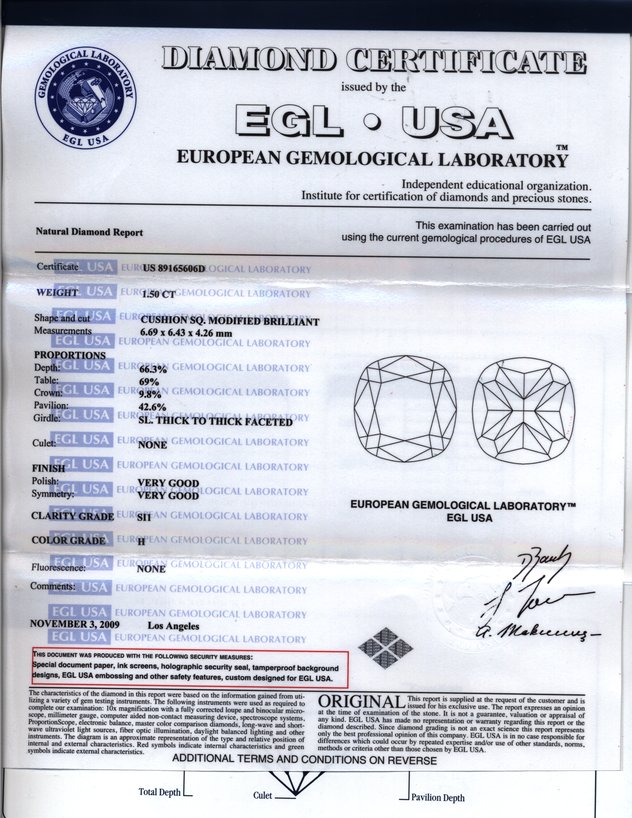 GEMOLOGICAL LABORATORY
EGL USA
DIAMOND CERTIFICATE
issued by the
EGL • USA
EUROPEAN GEMOLOGICAL LABORATORY™
Independent educational organization.
Institute for certification of diamonds and precious stones.
Natural Diamond Report
This examination has been carried out
using the current gemological procedures of EGL USA
Certificate US 89165606D
WEIGHT 1.50 CT
Shape and cut CUSHION SQ. MODIFIED BRILLIANT
Measurements 6.69 x 6.43 x 4.26 mm
PROPORTIONS
Depth: 66.3%
Table: 69%
Crown: 9.8%
Pavilion: 42.6%
Girdle: SL. THICK TO THICK FACETED
Culet: NONE
FINISH
Polish: VERY GOOD
Symmetry: VERY GOOD
CLARITY GRADE SI1
COLOR GRADE H
Fluorescence: NONE
Comments:
NOVEMBER 3, 2009 Los Angeles
EGL USA EUROPEAN GEMOLOGICAL LABORATORY
EUROPEAN GEMOLOGICAL LABORATORY™
EGL USA
THIS DOCUMENT WAS PRODUCED WITH THE FOLLOWING SECURITY MEASURES:
Special document paper, ink screens, holographic security seal, tamperproof background
designs, EGL USA embossing and other safety features, custom designed for EGL USA.
The characteristics of the diamond in this report were based on the information gained from uti-
lizing a variety of gem testing instruments. The following instruments were used as required to
complete our examination: 10x magnification with a fully corrected loupe and binocular micro-
scope, millimeter gauge, computer aided non-contact measuring device, spectroscope systems,
ProportionScope, electronic balance, master color comparison diamonds, long-wave and short-
wave ultraviolet light sources, fiber optic illumination, daylight balanced lighting and other
instruments. The diagram is an approximate representation of the type and relative position of
internal and external characteristics. Red symbols indicate internal characteristics and green
symbols indicate external characteristics.
ORIGINAL This report is supplied at the request of the customer and is
issued for his exclusive use. The report expresses an opinion
at the time of examination of the stone. It is not a guarantee, valuation or appraisal of
any kind. EGL USA has made no representation or warranty regarding this report or the
diamond described. Since diamond grading is not an exact science this report represents
only the best professional opinion of this company. EGL USA is in no case responsible for
differences which could occur by repeated expertise and/or use of other standards, norms,
methods or criteria other than those chosen by EGL USA.
ADDITIONAL TERMS AND CONDITIONS ON REVERSE
Total Depth
Culet
Pavilion Depth